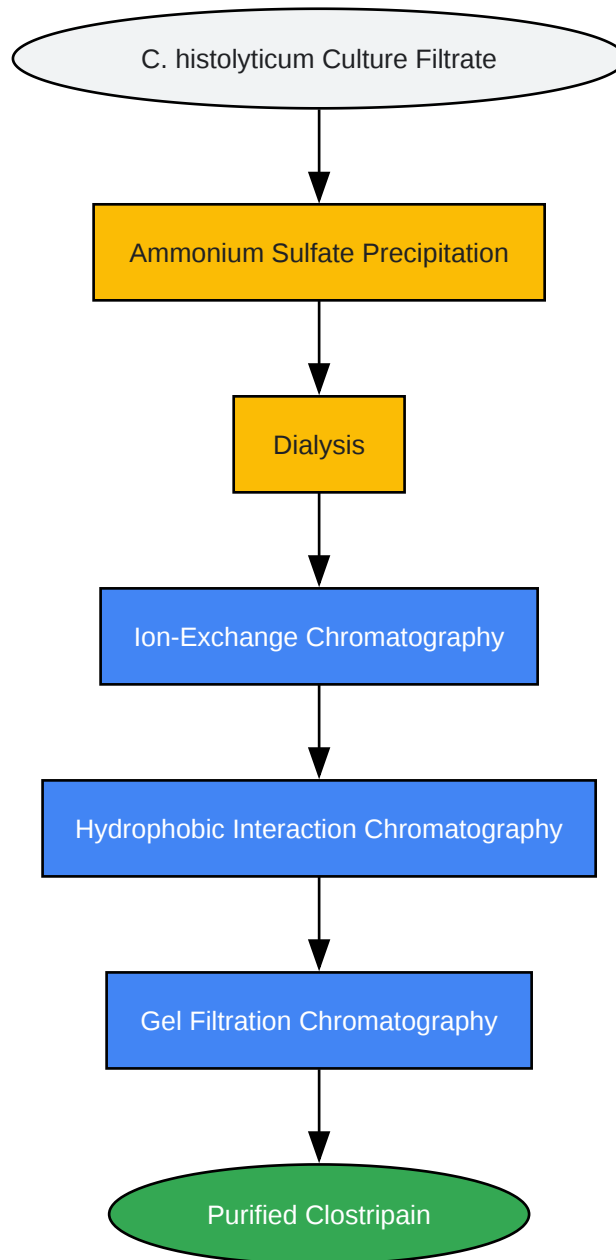 C. histolyticum Culture Filtrate
Ammonium Sulfate Precipitation
Dialysis
Ion-Exchange Chromatography
Hydrophobic Interaction Chromatography
Gel Filtration Chromatography
Purified Clostripain